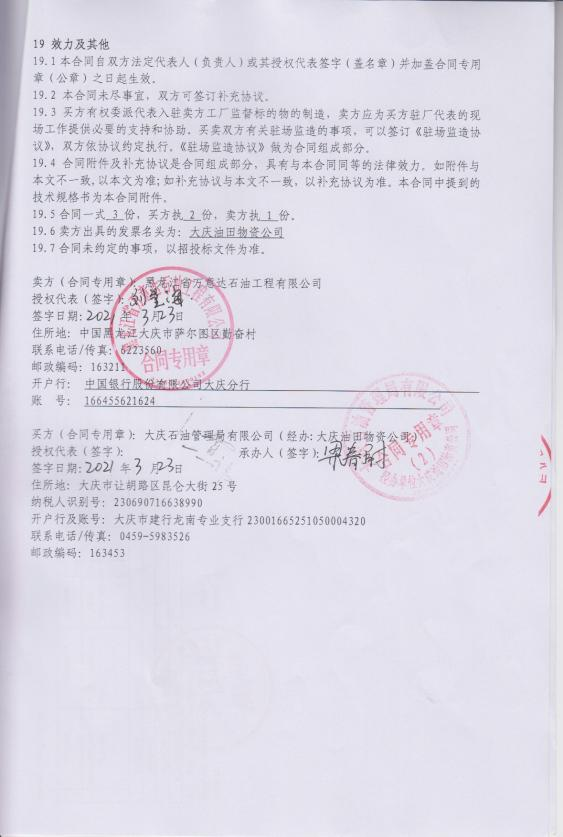 19 效力及其他
19.1 本合同自双方法定代表人(负责人)或其授权代表签字(盖名章)并加盖合同专用
章(公章)之日起生效。
19.2 本合同未尽事宜,双方可签订补充协议。
19.3 买方有权委派代表入驻卖方工厂监督标的物的制造,卖方应为买方驻厂代表的现
场工作提供必要的支持和协助。买卖双方有关驻场监造的事项,可以签订《驻场监造协
议》,双方依协议约定执行。《驻场监造协议》做为合同组成部分。
19.4 合同附件及补充协议是合同组成部分,具有与本合同同等的法律效力。如附件与
本文不一致,以本文为准;如补充协议与本文不一致,以补充协议为准。本合同中提到的
技术规格书为本合同附件。
19.5 合同一式 3 份,买方执 2 份,卖方执 1 份。
19.6 卖方出具的发票名头为:大庆油田物资公司
19.7 合同未约定的事项,以招投标文件为准。
卖方(合同专用章):黑龙江省万意达石油工程有限公司
授权代表(签字):
签字日期:2021 年 3 月 23 日
住所地:中国黑龙江大庆市萨尔图区勤奋村
联系电话/传真:6223560
邮政编码:163211
开户行: 中国银行股份有限公司大庆分行
账 号: 166455621624
合同专用章
买方(合同专用章):大庆石油管理局有限公司(经办:大庆油田物资公司)
授权代表(签字): 承办人(签字):
签字日期:2021 年 3 月 23 日
住所地:大庆市让胡路区昆仑大街 25 号
纳税人识别号:230690716638990
开户行及账号:大庆市建行龙南专业支行 23001665251050004320
联系电话/传真:0459-5983526
邮政编码:163453
合同专用章
(2)